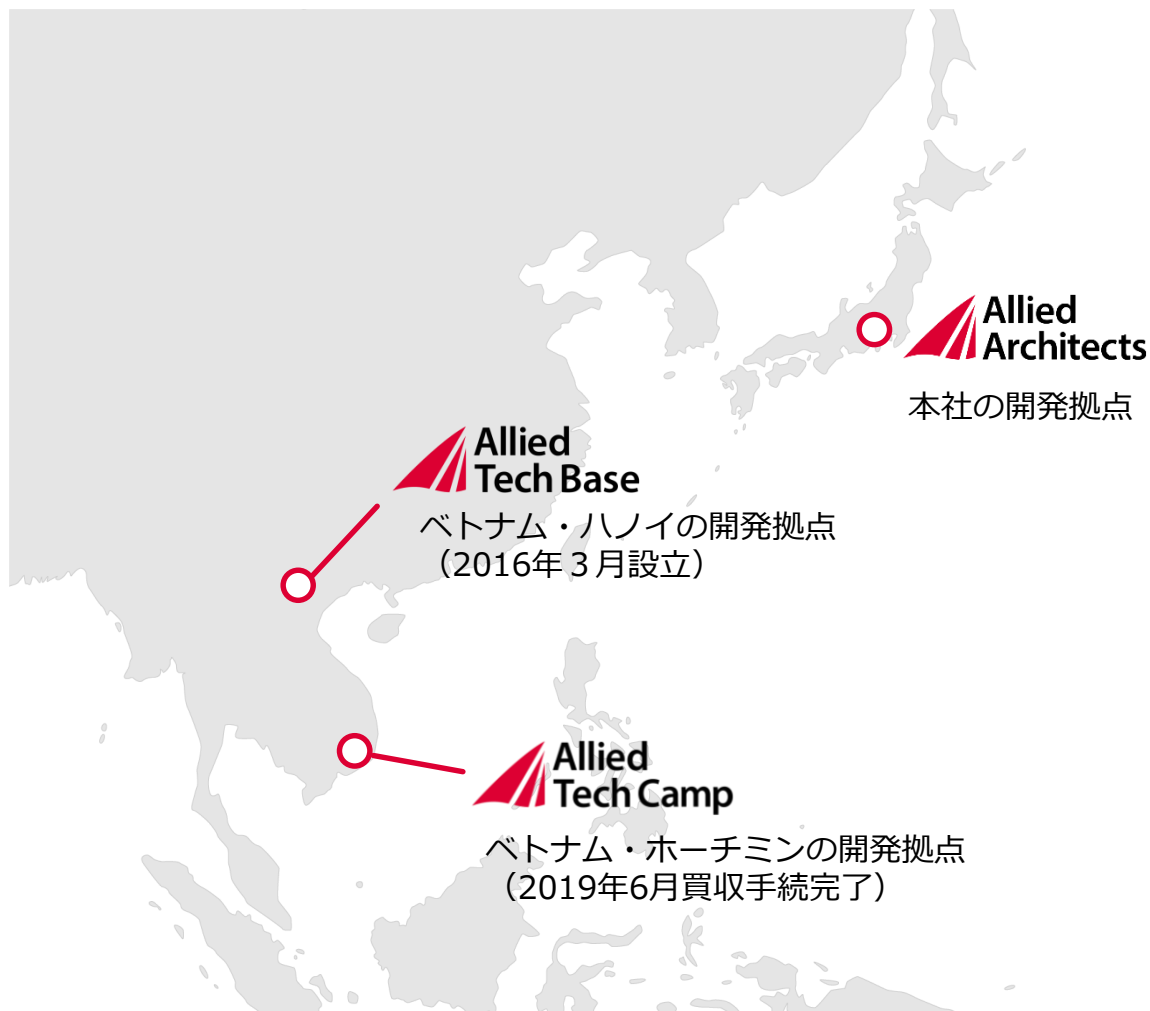 Allied
Architects
本社の開発拠点
Allied
Tech Base
ベトナム・ハノイの開発拠点
（2016年３月設立）
Allied
Tech Camp
ベトナム・ホーチミンの開発拠点
（2019年6月買収手続完了）